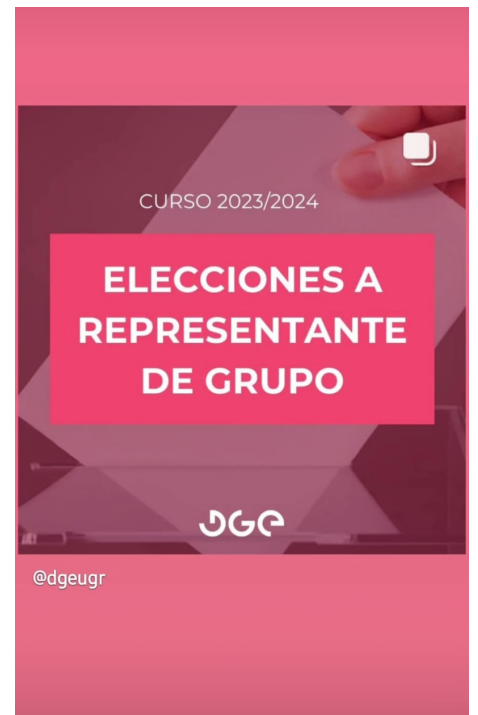 CURSO 2023/2024
ELECCIONES A
REPRESENTANTE
DE GRUPO
DGE
@dgeugr